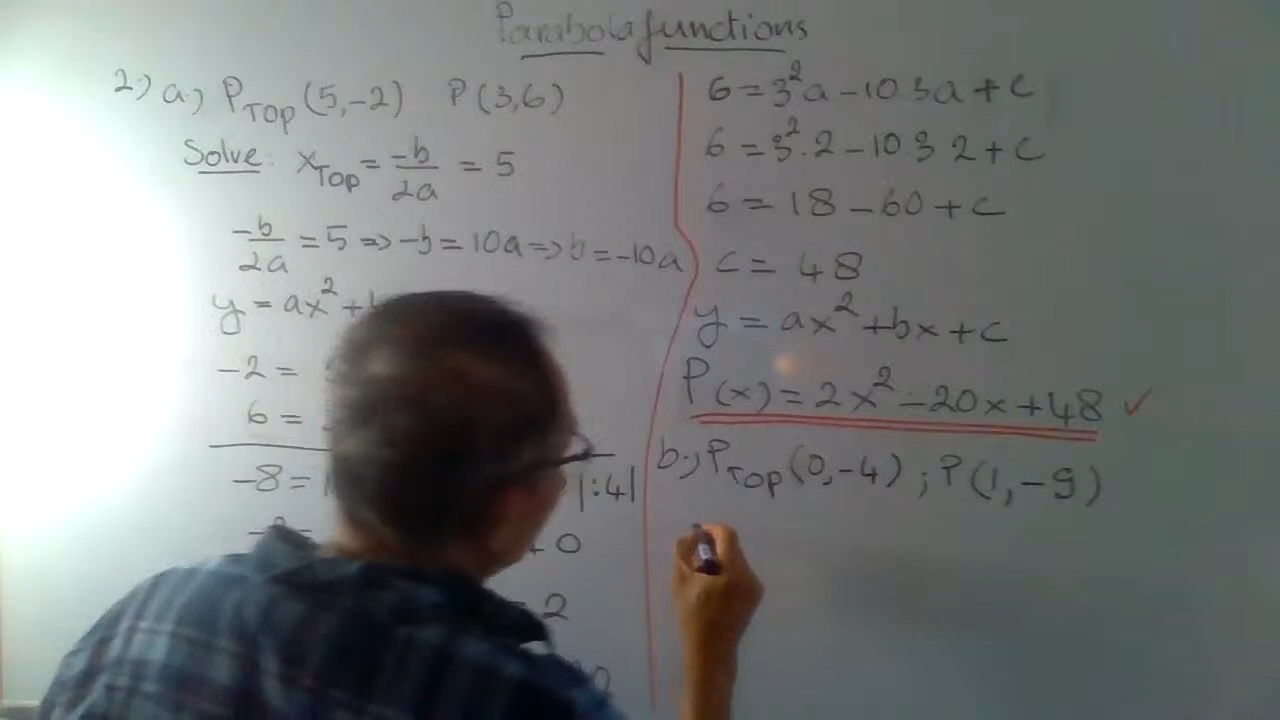 Parabola functions
2) a) P_TOP (5,-2) P(3,6)
Solve: x_TOP = -b/2a = 5
-b/2a = 5 => -b = 10a => b = -10a
y = ax² +
-2 =
6 =
-8 = |:4|
+ 0
2
6 = 3²a - 10 3a + c
6 = 3².2 - 10 3 2 + c
6 = 18 - 60 + c
c = 48
y = ax² + bx + c
P(x) = 2x² - 20x + 48 ✓
b) P_TOP (0,-4) ; P(1,-9)